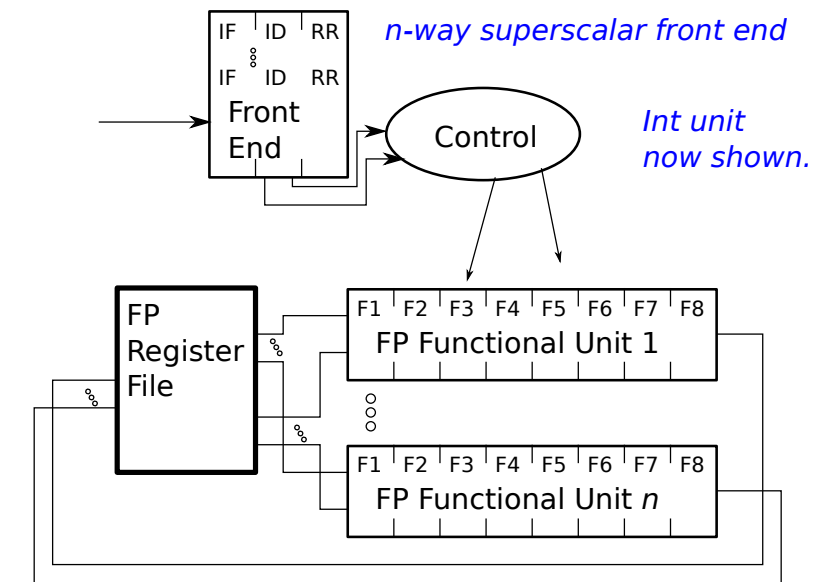 IF ID RR
n-way superscalar front end
IF ID RR
Front
End
Control
Int unit
now shown.
FP
Register
File
F1 F2 F3 F4 F5 F6 F7 F8
FP Functional Unit 1
F1 F2 F3 F4 F5 F6 F7 F8
FP Functional Unit n